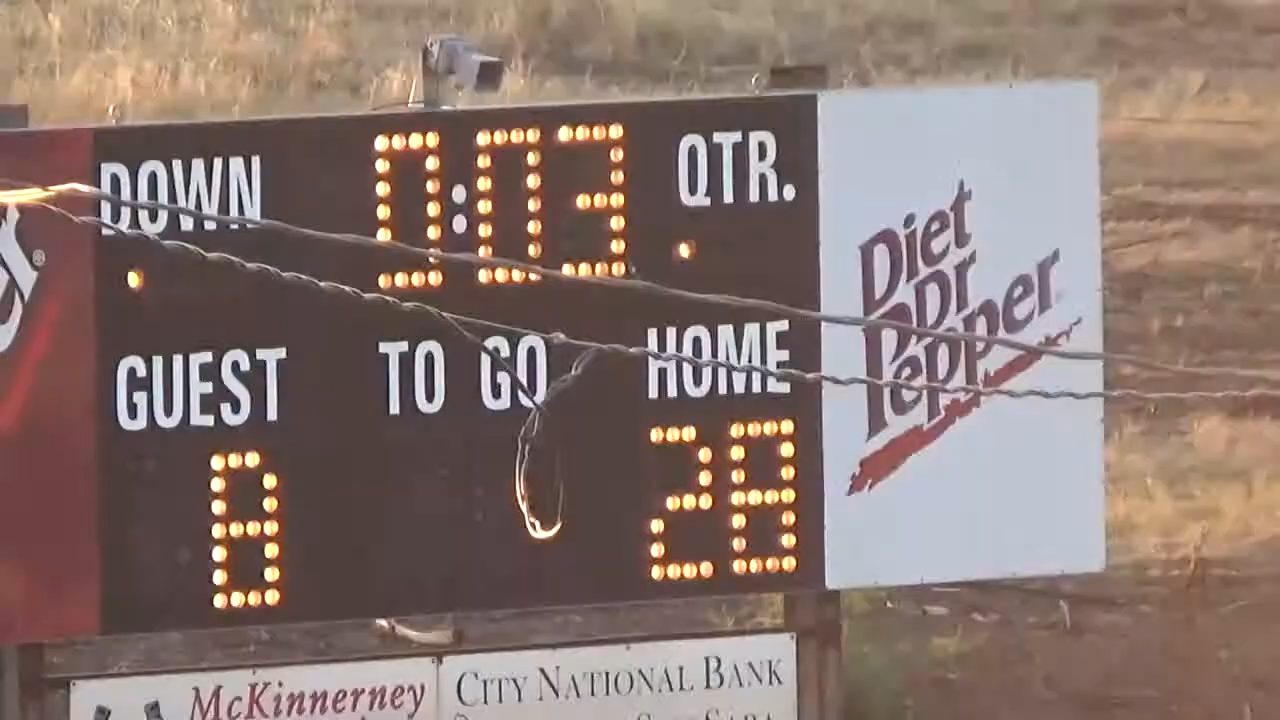 DOWN
0:03
QTR.
GUEST
TO GO
HOME
8
28
Diet
Dr
Pepper
McKinnerney
CITY NATIONAL BANK